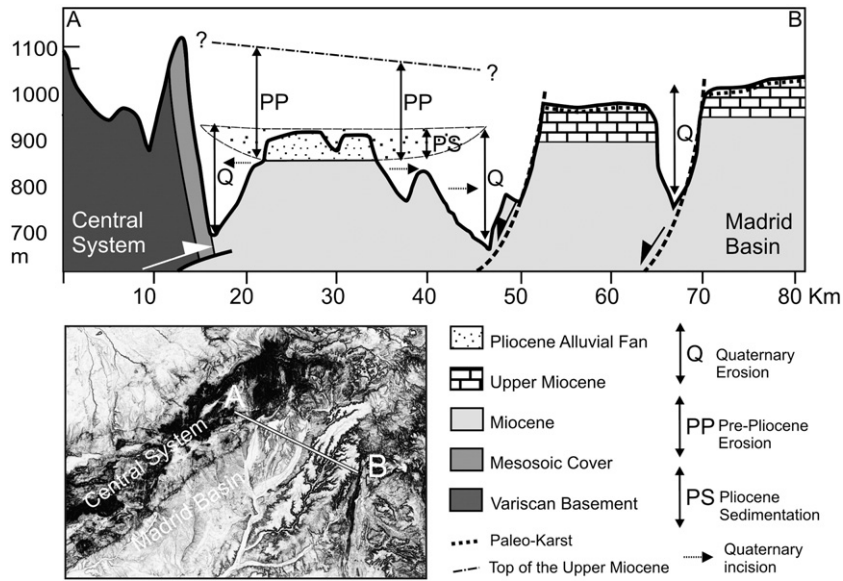 A
B
1100
1000
900
800
700
m
?
?
PP
PP
PS
Q
Q
Q
Central
System
Madrid
Basin
10
20
30
40
50
60
70
80
Km
A
B
Central System
Madrid Basin
Pliocene Alluvial Fan
Upper Miocene
Miocene
Mesosoic Cover
Variscan Basement
Paleo-Karst
Top of the Upper Miocene
Q Quaternary
Erosion
PP Pre-Pliocene
Erosion
PS Pliocene
Sedimentation
Quaternary
incision